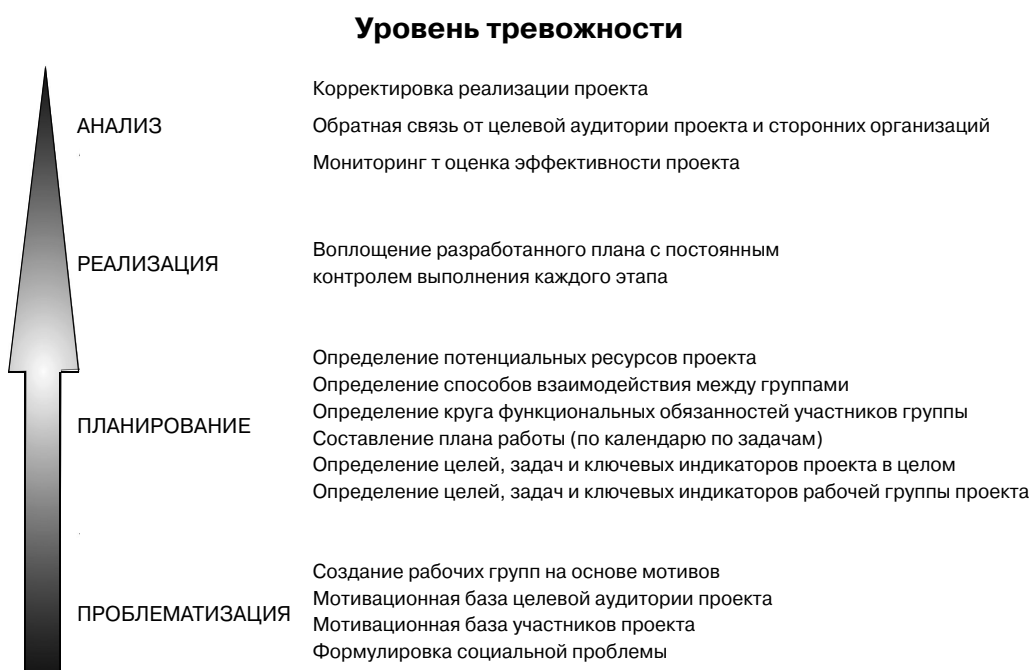 Уровень тревожности
АНАЛИЗ
Корректировка реализации проекта
Обратная связь от целевой аудитории проекта и сторонних организаций
Мониторинг т оценка эффективности проекта
РЕАЛИЗАЦИЯ
Воплощение разработанного плана с постоянным
контролем выполнения каждого этапа
ПЛАНИРОВАНИЕ
Определение потенциальных ресурсов проекта
Определение способов взаимодействия между группами
Определение круга функциональных обязанностей участников группы
Составление плана работы (по календарю по задачам)
Определение целей, задач и ключевых индикаторов проекта в целом
Определение целей, задач и ключевых индикаторов рабочей группы проекта
ПРОБЛЕМАТИЗАЦИЯ
Создание рабочих групп на основе мотивов
Мотивационная база целевой аудитории проекта
Мотивационная база участников проекта
Формулировка социальной проблемы